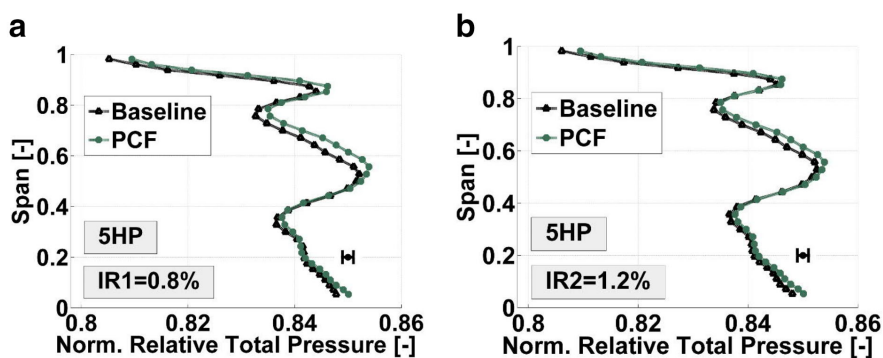 a
b
1
0.8
0.6
0.4
0.2
0
Span [-]
Baseline
PCF
5HP
IR1=0.8%
0.8
0.82
0.84
0.86
Norm. Relative Total Pressure [-]
1
0.8
0.6
0.4
0.2
0
Span [-]
Baseline
PCF
5HP
IR2=1.2%
0.8
0.82
0.84
0.86
Norm. Relative Total Pressure [-]